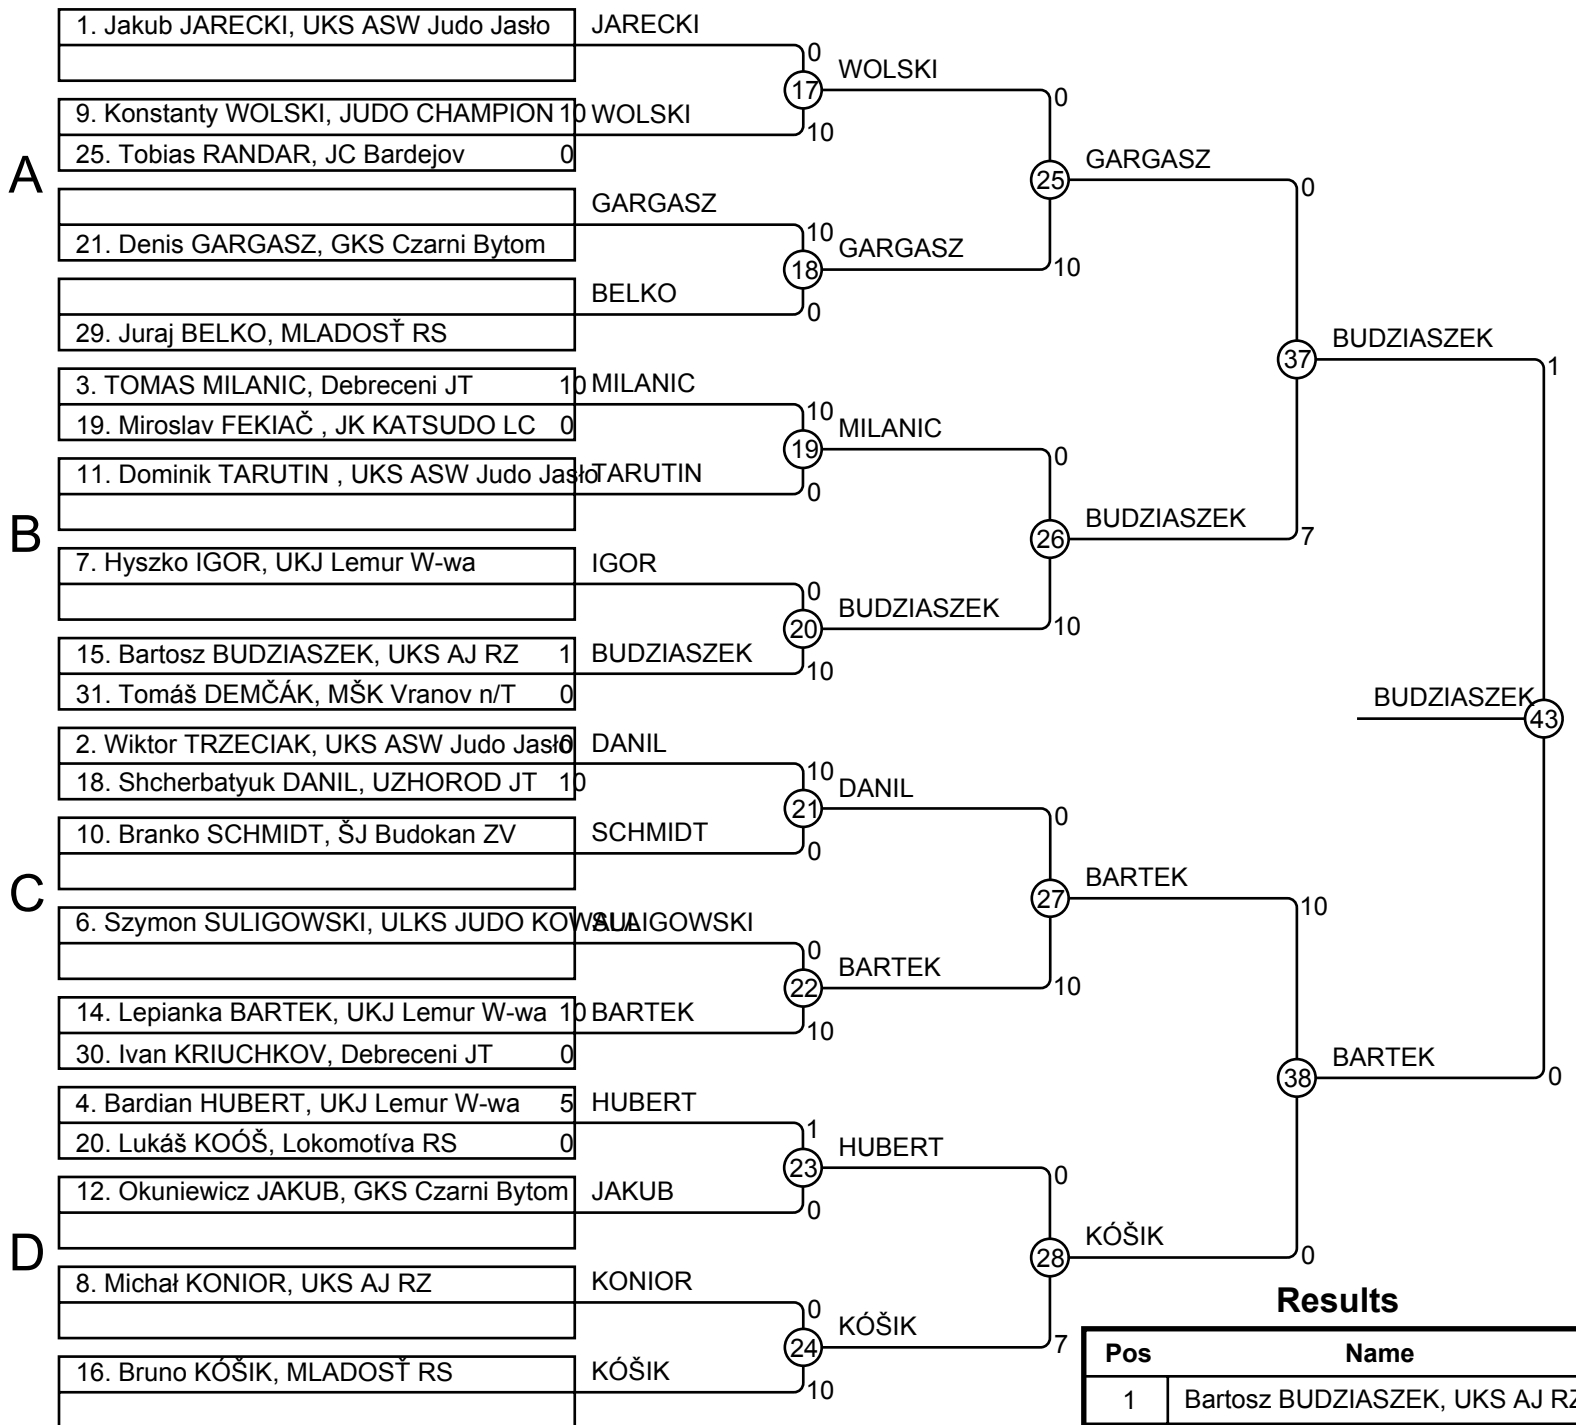 A
1. Jakub JARECKI, UKS ASW Judo Jasło
9. Konstanty WOLSKI, JUDO CHAMPION 10
25. Tobias RANDAR, JC Bardejov 0
21. Denis GARGASZ, GKS Czarni Bytom
29. Juraj BELKO, MLADOSŤ RS
B
3. TOMAS MILANIC, Debreceni JT 10
19. Miroslav FEKIAČ , JK KATSUDO LC 0
11. Dominik TARUTIN , UKS ASW Judo Jasło
7. Hyszko IGOR, UKJ Lemur W-wa
15. Bartosz BUDZIASZEK, UKS AJ RZ 1
31. Tomáš DEMČÁK, MŠK Vranov n/T 0
C
2. Wiktor TRZECIAK, UKS ASW Judo Jasło 0
18. Shcherbatyuk DANIL, UZHOROD JT 10
10. Branko SCHMIDT, ŠJ Budokan ZV
6. Szymon SULIGOWSKI, ULKS JUDO KOWALA
14. Lepianka BARTEK, UKJ Lemur W-wa 10
30. Ivan KRIUCHKOV, Debreceni JT 0
D
4. Bardian HUBERT, UKJ Lemur W-wa 5
20. Lukáš KOÓŠ, Lokomotíva RS 0
12. Okuniewicz JAKUB, GKS Czarni Bytom
8. Michał KONIOR, UKS AJ RZ
16. Bruno KÓŠIK, MLADOSŤ RS
JARECKI
0
17
WOLSKI
10
GARGASZ
10
18
BELKO
0
MILANIC
10
19
TARUTIN
0
IGOR
0
20
BUDZIASZEK
10
DANIL
10
21
SCHMIDT
0
SULIGOWSKI
0
22
BARTEK
10
HUBERT
1
23
JAKUB
0
KONIOR
0
24
KÓŠIK
10
WOLSKI
0
25
GARGASZ
10
MILANIC
0
26
BUDZIASZEK
10
DANIL
0
27
BARTEK
10
HUBERT
0
28
KÓŠIK
7
GARGASZ
0
37
BUDZIASZEK
7
BARTEK
10
38
KÓŠIK
0
BUDZIASZEK
1
BUDZIASZEK
43
BARTEK
0
Results
Pos Name
1 Bartosz BUDZIASZEK, UKS AJ RZ